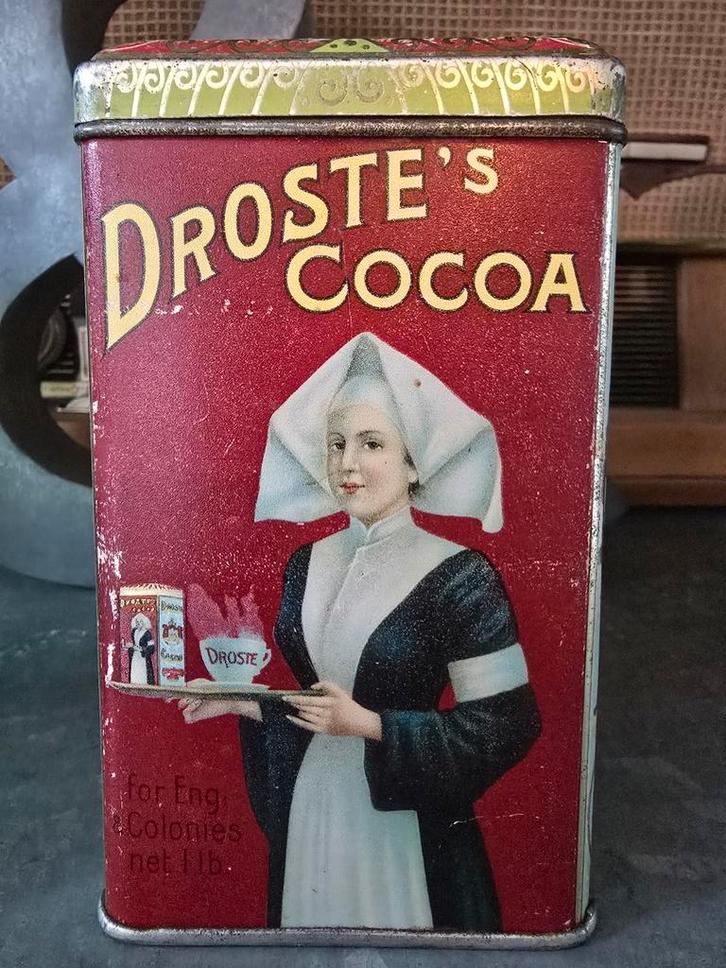 DROSTE'S
COCOA
DROSTE
for Eng.
& Colonies
net 1 lb.